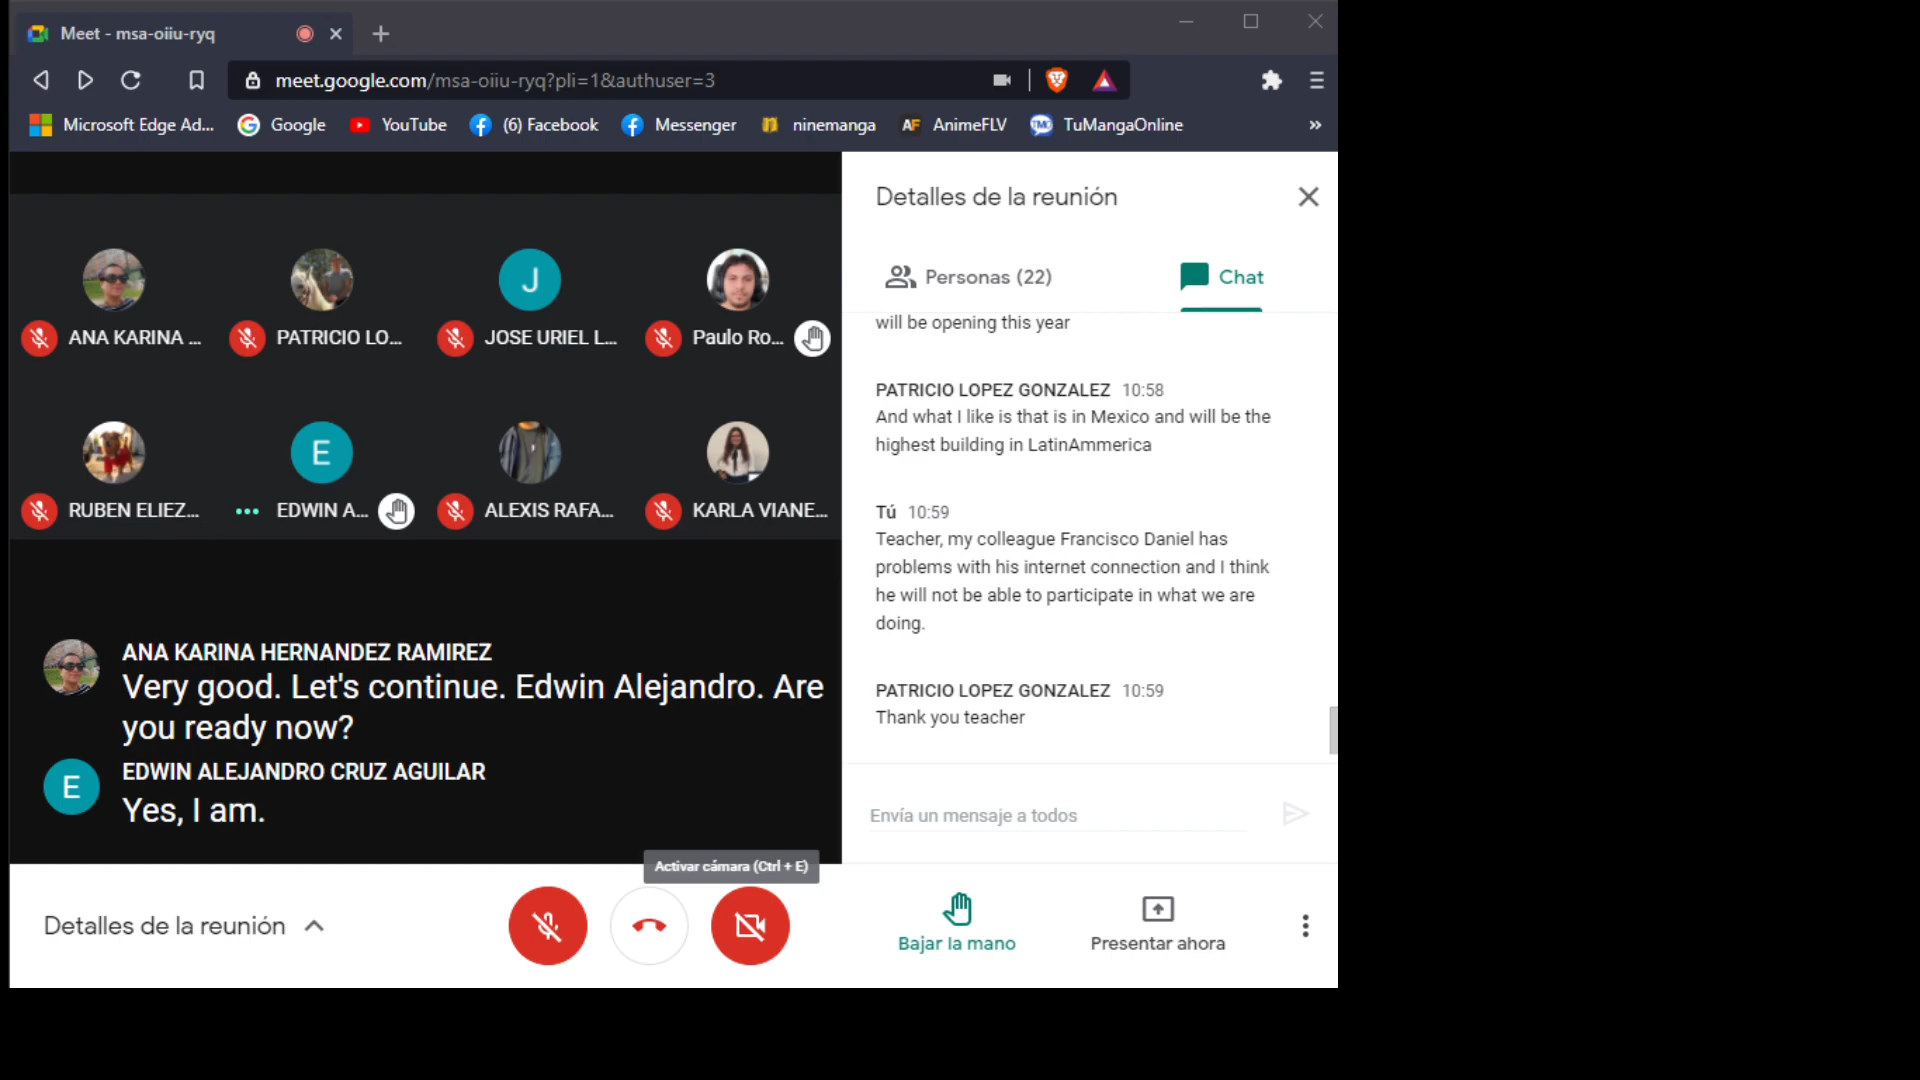 Meet - msa-oiiu-ryq
meet.google.com/msa-oiiu-ryq?pli=1&authuser=3
Microsoft Edge Ad...
Google
YouTube
(6) Facebook
Messenger
ninemanga
AF
AnimeFLV
TMO
TuMangaOnline
»
J
ANA KARINA ...
PATRICIO LO...
JOSE URIEL L...
Paulo Ro...
E
RUBEN ELIEZ...
EDWIN A...
ALEXIS RAFA...
KARLA VIANE...
ANA KARINA HERNANDEZ RAMIREZ
Very good. Let's continue. Edwin Alejandro. Are
you ready now?
E
EDWIN ALEJANDRO CRUZ AGUILAR
Yes, I am.
Detalles de la reunión
Personas (22)
Chat
will be opening this year
PATRICIO LOPEZ GONZALEZ 10:58
And what I like is that is in Mexico and will be the
highest building in LatinAmmerica
Tú 10:59
Teacher, my colleague Francisco Daniel has
problems with his internet connection and I think
he will not be able to participate in what we are
doing.
PATRICIO LOPEZ GONZALEZ 10:59
Thank you teacher
Envía un mensaje a todos
Activar cámara (Ctrl + E)
Detalles de la reunión
Bajar la mano
Presentar ahora